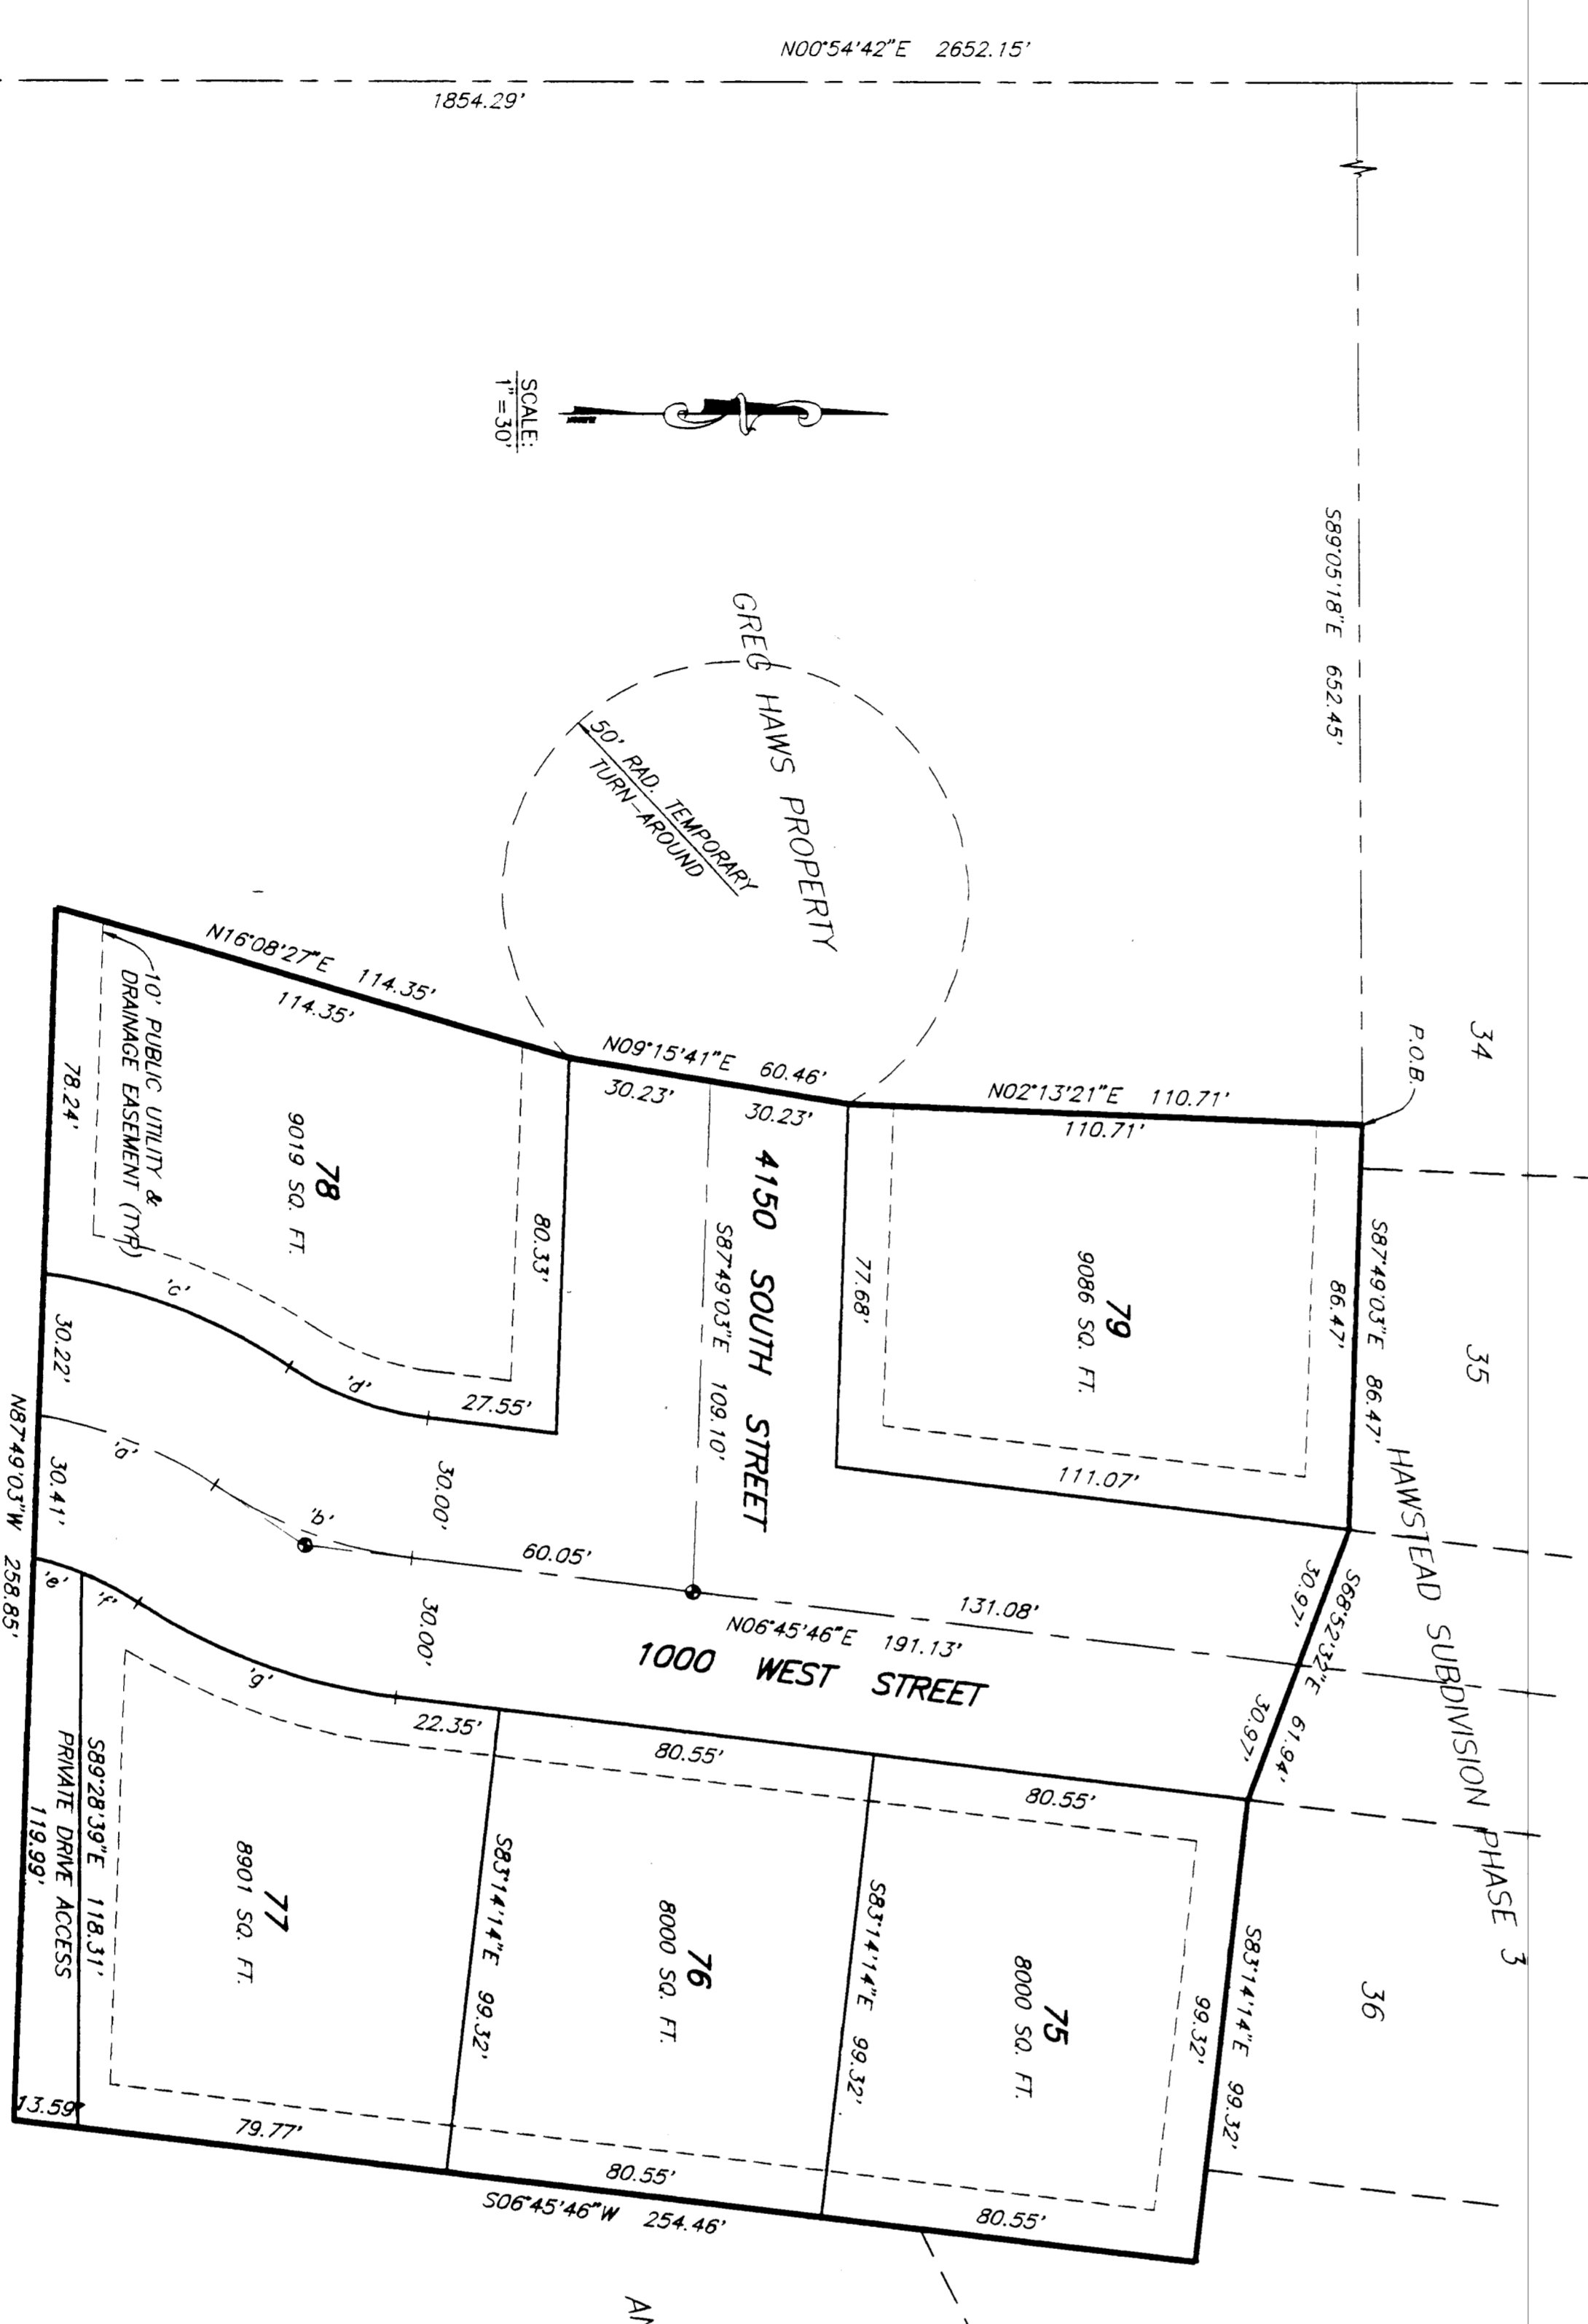 N00°54'42"E 2652.15'
1854.29'
S89°05'18"E 652.45'
SCALE:
1"=30'
GREG HAWS PROPERTY
50' RAD. TEMPORARY
TURN-AROUND
34
P.O.B.
35
HAWSTEAD SUBDIVISION PHASE 3
36
N16°08'27"E 114.35'
114.35'
N09°15'41"E 60.46'
30.23'
30.23'
N02°13'21"E 110.71'
110.71'
S87°49'03"E 86.47'
86.47'
79
9086 SQ. FT.
77.68'
111.07'
4150 SOUTH STREET
S87°49'03"E 109.10'
10' PUBLIC UTILITY &
DRAINAGE EASEMENT (TYP)
78
9019 SQ. FT.
80.33'
78.24'
27.55'
'c'
'd'
30.22'
30.41'
'a'
'b'
30.00'
30.00'
60.05'
131.08'
N06°45'46"E 191.13'
1000 WEST STREET
S68°52'32"E 61.94'
30.97'
30.97'
N87°49'03"W 258.85'
'e'
'f'
'g'
22.35'
80.55'
80.55'
S83°14'14"E 99.32'
99.32'
75
8000 SQ. FT.
S83°14'14"E 99.32'
76
8000 SQ. FT.
S83°14'14"E 99.32'
77
8901 SQ. FT.
S89°28'39"E 118.31'
PRIVATE DRIVE ACCESS
119.99'
13.59'
79.77'
80.55'
80.55'
S06°45'46"W 254.46'